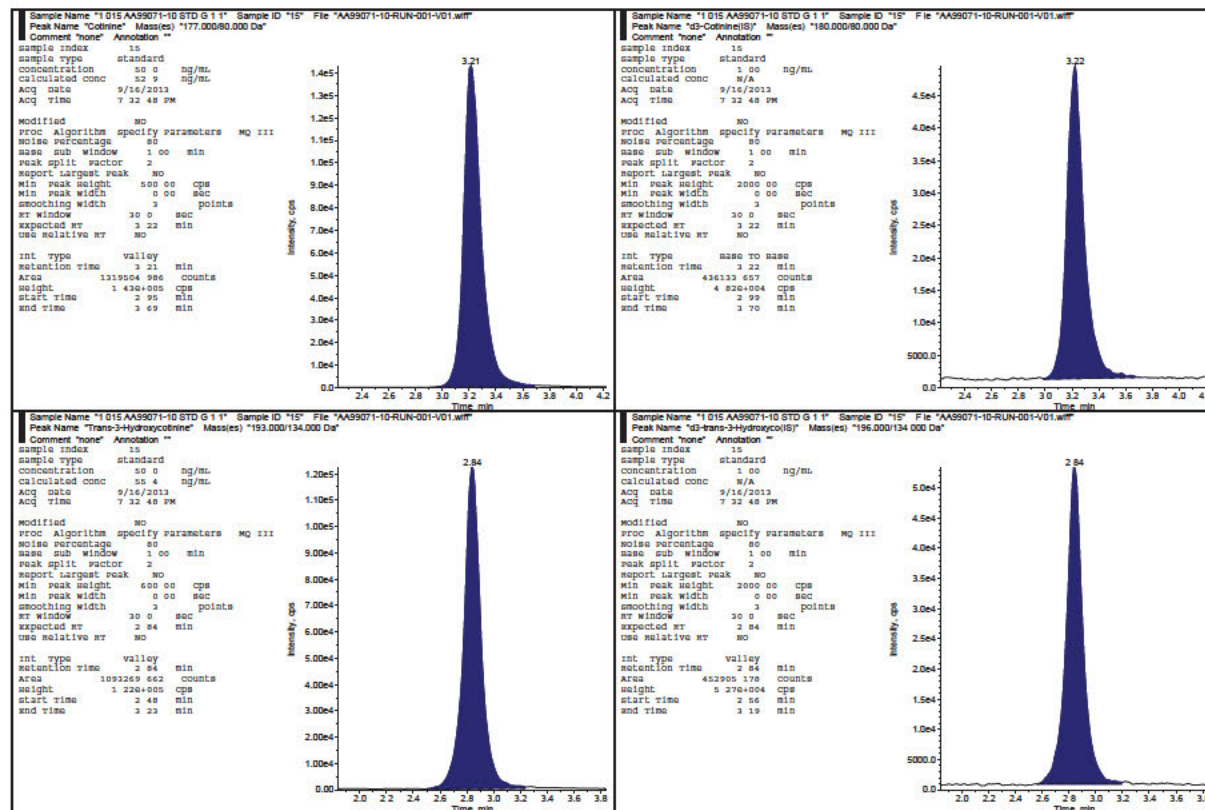 Sample Name "1 015 AA99071-10 STD G 1 1" Sample ID "15" File "AA99071-10-RUN-001-V01.wiff"
Peak Name "Cotinine" Mass(es) "177.000/80.000 Da"
Comment "none" Annotation ""
Sample Index 15
Sample Type standard
Concentration 50 0 ng/mL
Calculated Conc 52 9 ng/mL
Acq Date 9/16/2013
Acq Time 7 32 48 PM
Modified NO
Proc Algorithm Specify Parameters MQ III
Noise Percentage 80
Base Sub Window 1 00 min
Peak Split Factor 2
Report Largest Peak NO
Min Peak Height 500 00 cps
Min Peak Width 0 00 sec
Smoothing Width 3 points
RT Window 30 0 sec
Expected RT 3 22 min
Use Relative RT NO
Int Type valley
Retention Time 3 21 min
Area 1319504 986 counts
Height 1 43e+005 cps
Start Time 2 95 min
End Time 3 69 min
3.21
Intensity, cps
1.4e5
1.3e5
1.2e5
1.1e5
1.0e5
9.0e4
8.0e4
7.0e4
6.0e4
5.0e4
4.0e4
3.0e4
2.0e4
1.0e4
0.0
2.4 2.6 2.8 3.0 3.2 3.4 3.6 3.8 4.0 4.2
Time, min
Sample Name "1 015 AA99071-10 STD G 1 1" Sample ID "15" File "AA99071-10-RUN-001-V01.wiff"
Peak Name "d3-Cotinine(IS)" Mass(es) "180.000/80.000 Da"
Comment "none" Annotation ""
Sample Index 15
Sample Type standard
Concentration 1 00 ng/mL
Calculated Conc N/A
Acq Date 9/16/2013
Acq Time 7 32 48 PM
Modified NO
Proc Algorithm Specify Parameters MQ III
Noise Percentage 80
Base Sub Window 1 00 min
Peak Split Factor 2
Report Largest Peak NO
Min Peak Height 2000 00 cps
Min Peak Width 0 00 sec
Smoothing Width 3 points
RT Window 30 0 sec
Expected RT 3 22 min
Use Relative RT NO
Int Type Base To Base
Retention Time 3 22 min
Area 436133 657 counts
Height 4 82e+004 cps
Start Time 2 99 min
End Time 3 70 min
3.22
Intensity, cps
4.5e4
4.0e4
3.5e4
3.0e4
2.5e4
2.0e4
1.5e4
1.0e4
5000.0
0.0
2.4 2.6 2.8 3.0 3.2 3.4 3.6 3.8 4.0
Time, min
Sample Name "1 015 AA99071-10 STD G 1 1" Sample ID "15" File "AA99071-10-RUN-001-V01.wiff"
Peak Name "Trans-3-Hydroxycotinine" Mass(es) "193.000/134.000 Da"
Comment "none" Annotation ""
Sample Index 15
Sample Type standard
Concentration 50 0 ng/mL
Calculated Conc 55 4 ng/mL
Acq Date 9/16/2013
Acq Time 7 32 48 PM
Modified NO
Proc Algorithm Specify Parameters MQ III
Noise Percentage 80
Base Sub Window 1 00 min
Peak Split Factor 2
Report Largest Peak NO
Min Peak Height 600 00 cps
Min Peak Width 0 00 sec
Smoothing Width 3 points
RT Window 30 0 sec
Expected RT 2 84 min
Use Relative RT NO
Int Type valley
Retention Time 2 84 min
Area 1093269 662 counts
Height 1 22e+005 cps
Start Time 2 48 min
End Time 3 23 min
2.84
Intensity, cps
1.20e5
1.10e5
1.00e5
9.00e4
8.00e4
7.00e4
6.00e4
5.00e4
4.00e4
3.00e4
2.00e4
1.00e4
0.00
2.0 2 2 2.4 2.6 2.8 3.0 3.2 3.4 3.6 3.8
Time, min
Sample Name "1 015 AA99071-10 STD G 1 1" Sample ID "15" File "AA99071-10-RUN-001-V01.wiff"
Peak Name "d3-trans-3-Hydroxyco(IS)" Mass(es) "196.000/134 000 Da"
Comment "none" Annotation ""
Sample Index 15
Sample Type standard
Concentration 1 00 ng/mL
Calculated Conc N/A
Acq Date 9/16/2013
Acq Time 7 32 48 PM
Modified NO
Proc Algorithm Specify Parameters MQ III
Noise Percentage 80
Base Sub Window 1 00 min
Peak Split Factor 2
Report Largest Peak NO
Min Peak Height 2000 00 cps
Min Peak Width 0 00 sec
Smoothing Width 3 points
RT Window 30 0 sec
Expected RT 2 84 min
Use Relative RT NO
Int Type valley
Retention Time 2 84 min
Area 452905 178 counts
Height 5 27e+004 cps
Start Time 2 56 min
End Time 3 19 min
2 84
Intensity, cps
5.0e4
4.5e4
4.0e4
3.5e4
3.0e4
2.5e4
2.0e4
1.5e4
1.0e4
5000.0
0.0
2.0 2.2 2.4 2.6 2.8 3.0 3.2 3.4 3.6
Time, min